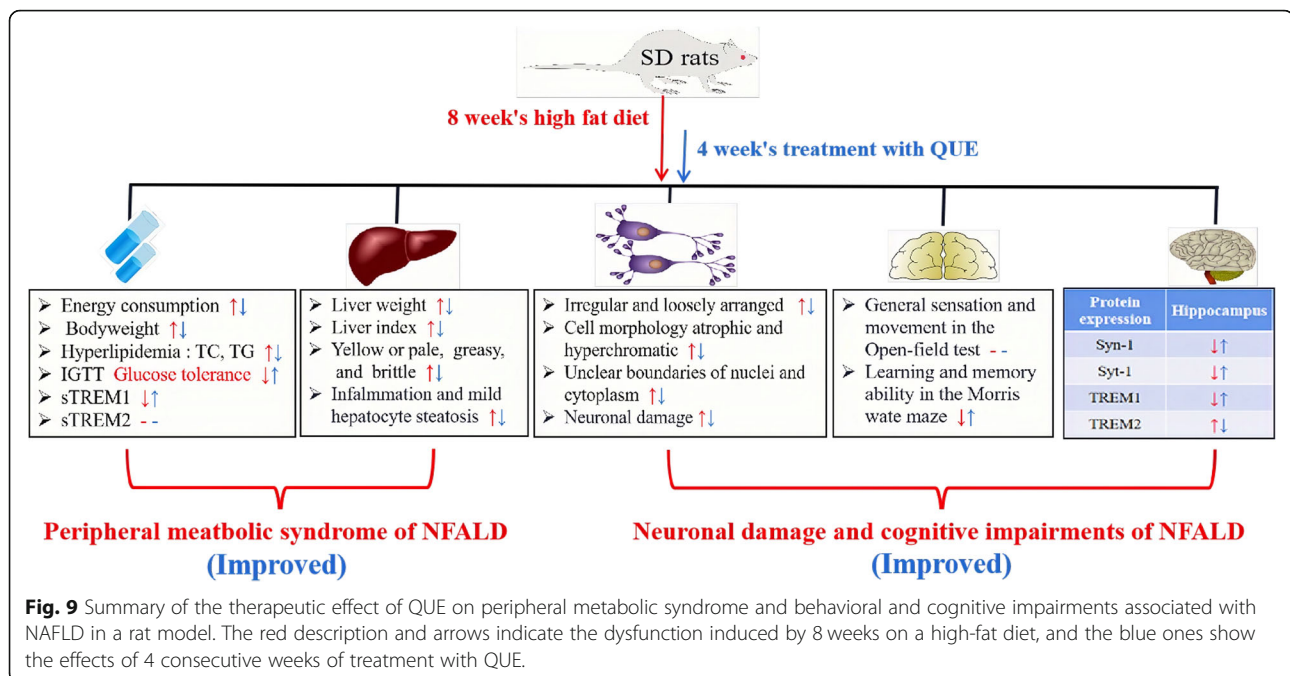 SD rats
8 week's high fat diet
4 week's treatment with QUE
➢ Energy consumption ↑↓
➢ Bodyweight ↑↓
➢ Hyperlipidemia : TC, TG ↑↓
➢ IGTT Glucose tolerance ↓↑
➢ sTREM1 ↓↑
➢ sTREM2 --
➢ Liver weight ↑↓
➢ Liver index ↑↓
➢ Yellow or pale, greasy,
and brittle ↑↓
➢ Infalmmation and mild
hepatocyte steatosis ↑↓
➢ Irregular and loosely arranged ↑↓
➢ Cell morphology atrophic and
hyperchromatic ↑↓
➢ Unclear boundaries of nuclei and
cytoplasm ↑↓
➢ Neuronal damage ↑↓
➢ General sensation and
movement in the
Open-field test --
➢ Learning and memory
ability in the Morris
wate maze ↓↑
Protein
expression
Hippocampus
Syn-1 ↓↑
Syt-1 ↓↑
TREM1 ↓↑
TREM2 ↑↓
Peripheral meatbolic syndrome of NFALD
(Improved)
Neuronal damage and cognitive impairments of NFALD
(Improved)
Fig. 9 Summary of the therapeutic effect of QUE on peripheral metabolic syndrome and behavioral and cognitive impairments associated with
NAFLD in a rat model. The red description and arrows indicate the dysfunction induced by 8 weeks on a high-fat diet, and the blue ones show
the effects of 4 consecutive weeks of treatment with QUE.